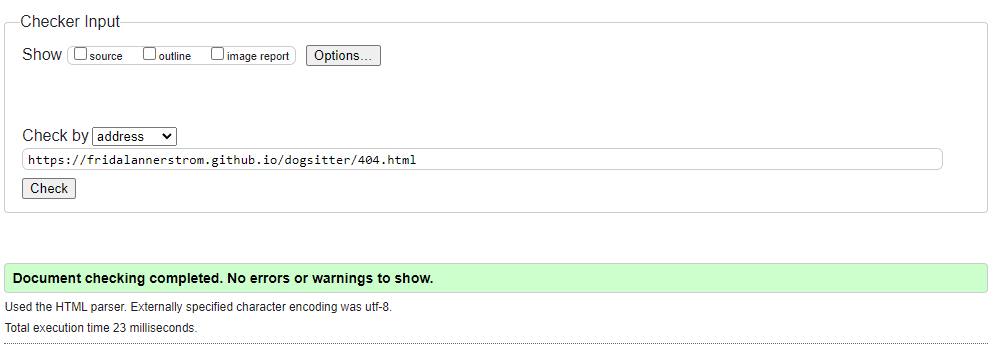 Checker Input
Show source outline image report Options...
Check by address
https://fridalannerstrom.github.io/dogsitter/404.html
Check
Document checking completed. No errors or warnings to show.
Used the HTML parser. Externally specified character encoding was utf-8.
Total execution time 23 milliseconds.